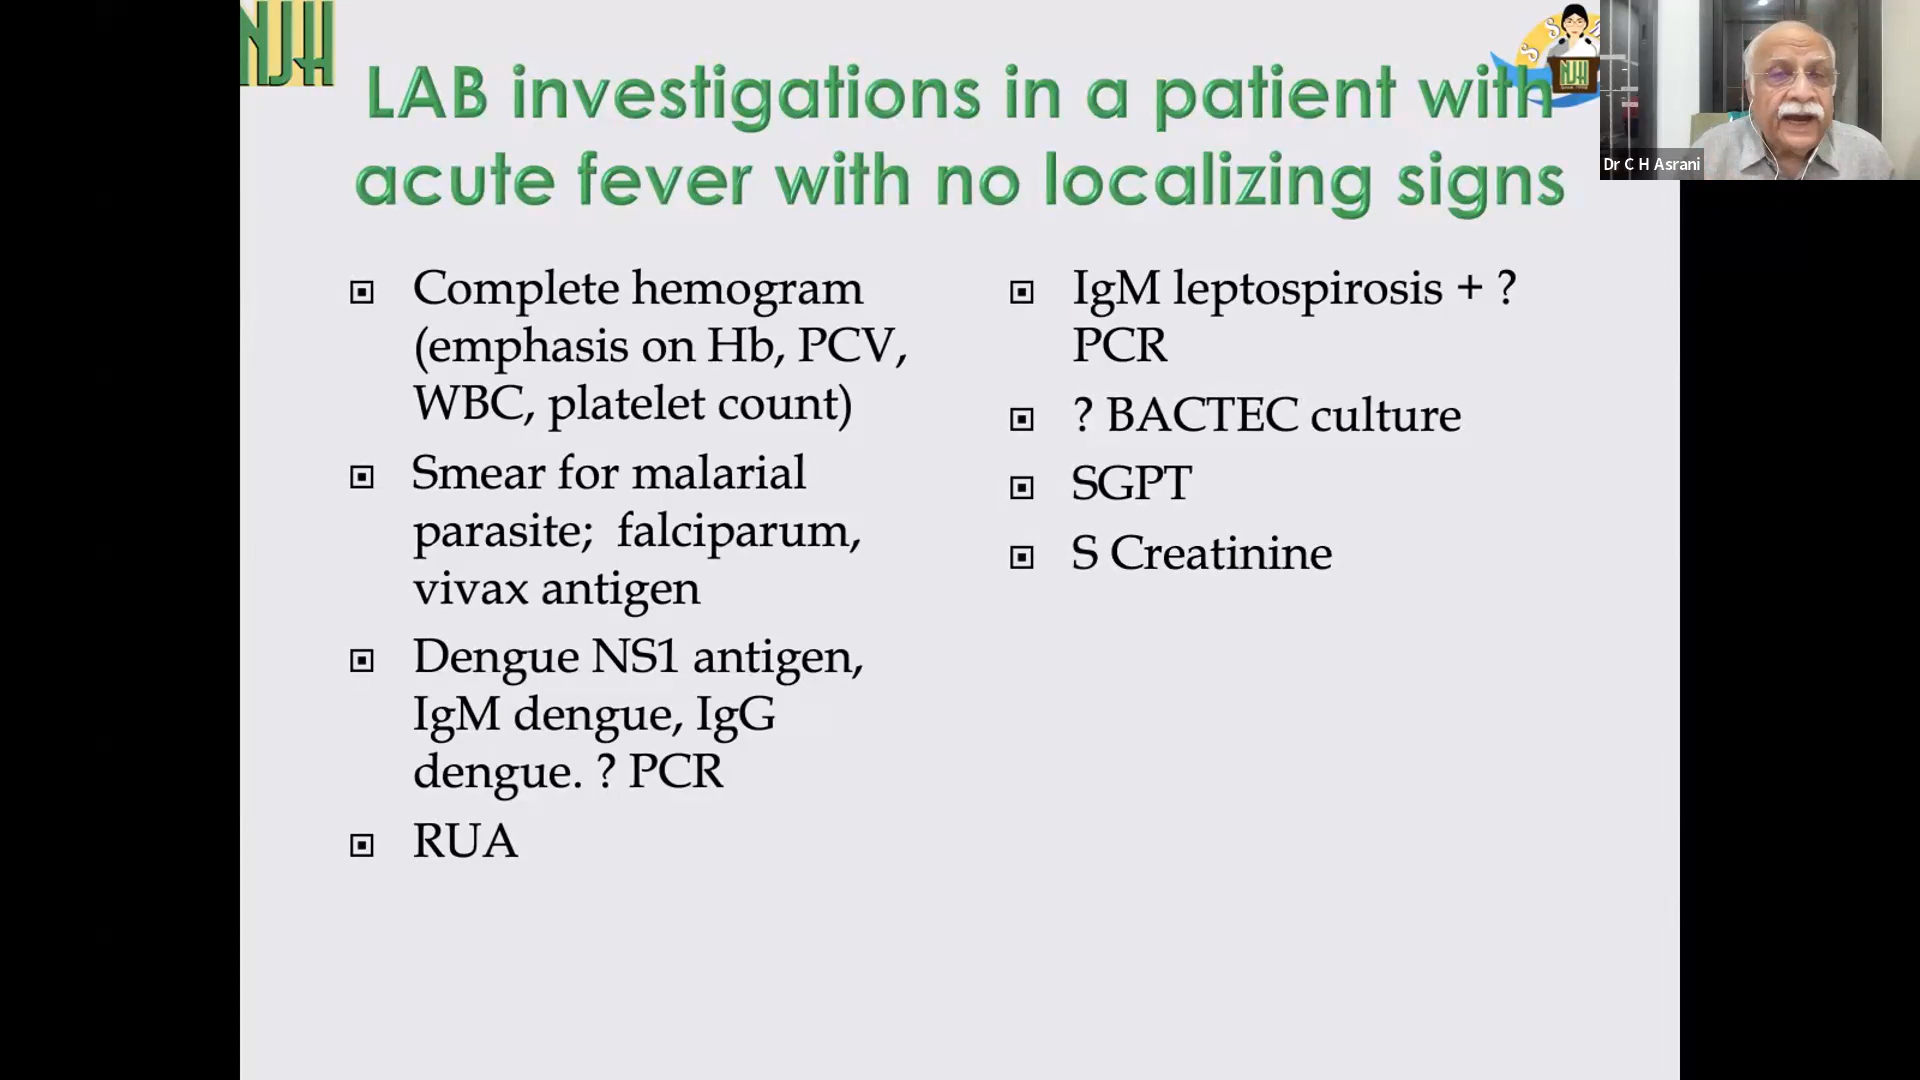 NJH
NJH
LAB investigations in a patient with
acute fever with no localizing signs
Dr C H Asrani
Complete hemogram
(emphasis on Hb, PCV,
WBC, platelet count)
Smear for malarial
parasite;  falciparum,
vivax antigen
Dengue NS1 antigen,
IgM dengue, IgG
dengue. ? PCR
RUA
IgM leptospirosis + ?
PCR
? BACTEC culture
SGPT
S Creatinine